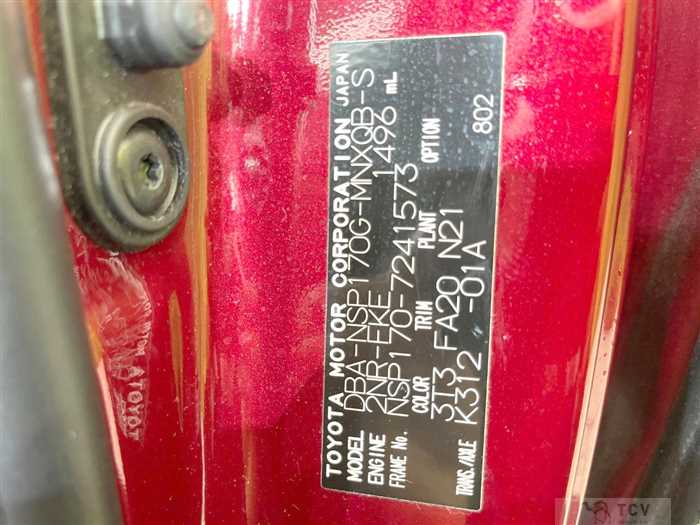 TOYOTA MOTOR CORPORATION JAPAN
MODEL DBA-NSP170G-MNXQB-S
ENGINE 2NR-FKE 1496 mL
FRAME No. NSP170-7241573
COLOR TRIM PLANT OPTION
3T3 FA20 N21 802
TRANS./AXLE K312 -01A
TCV